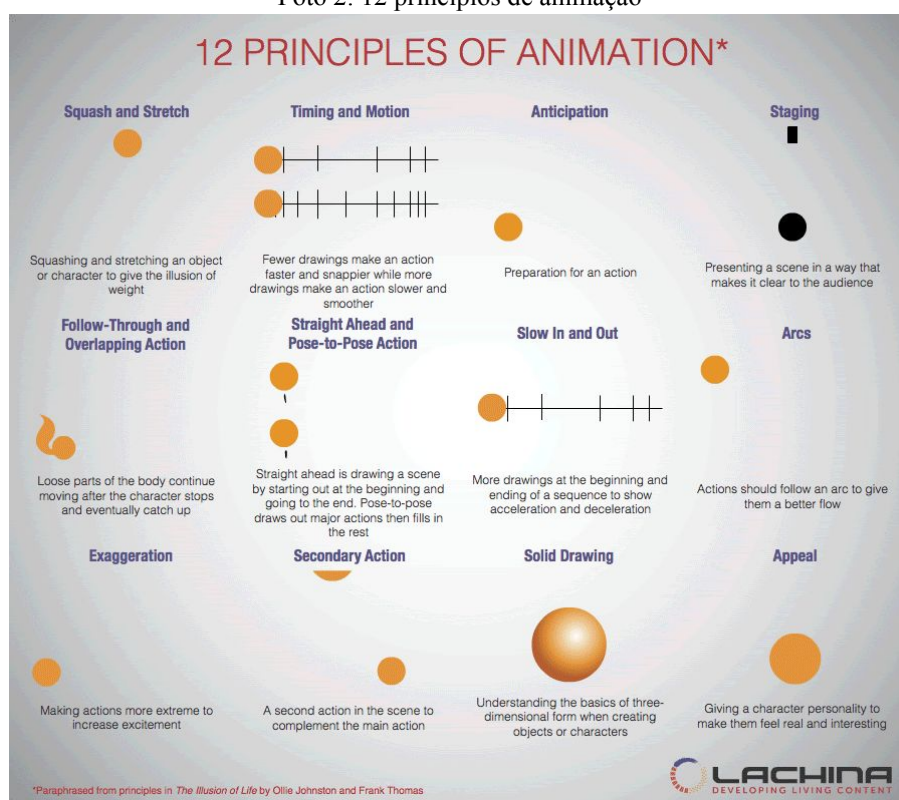 Foto 2: 12 princípios de animação
12 PRINCIPLES OF ANIMATION*
Squash and Stretch
Squashing and stretching an object
or character to give the illusion of
weight
Timing and Motion
Fewer drawings make an action
faster and snappier while more
drawings make an action slower and
smoother
Anticipation
Preparation for an action
Staging
Presenting a scene in a way that
makes it clear to the audience
Follow-Through and
Overlapping Action
Loose parts of the body continue
moving after the character stops
and eventually catch up
Straight Ahead and
Pose-to-Pose Action
Straight ahead is drawing a scene
by starting out at the beginning and
going to the end. Pose-to-pose
draws out major actions then fills in
the rest
Slow In and Out
More drawings at the beginning and
ending of a sequence to show
acceleration and deceleration
Arcs
Actions should follow an arc to give
them a better flow
Exaggeration
Making actions more extreme to
increase excitement
Secondary Action
A second action in the scene to
complement the main action
Solid Drawing
Understanding the basics of three-
dimensional form when creating
objects or characters
Appeal
Giving a character personality to
make them feel real and interesting
LACHINA
DEVELOPING LIVING CONTENT
*Paraphrased from principles in The Illusion of Life by Ollie Johnston and Frank Thomas